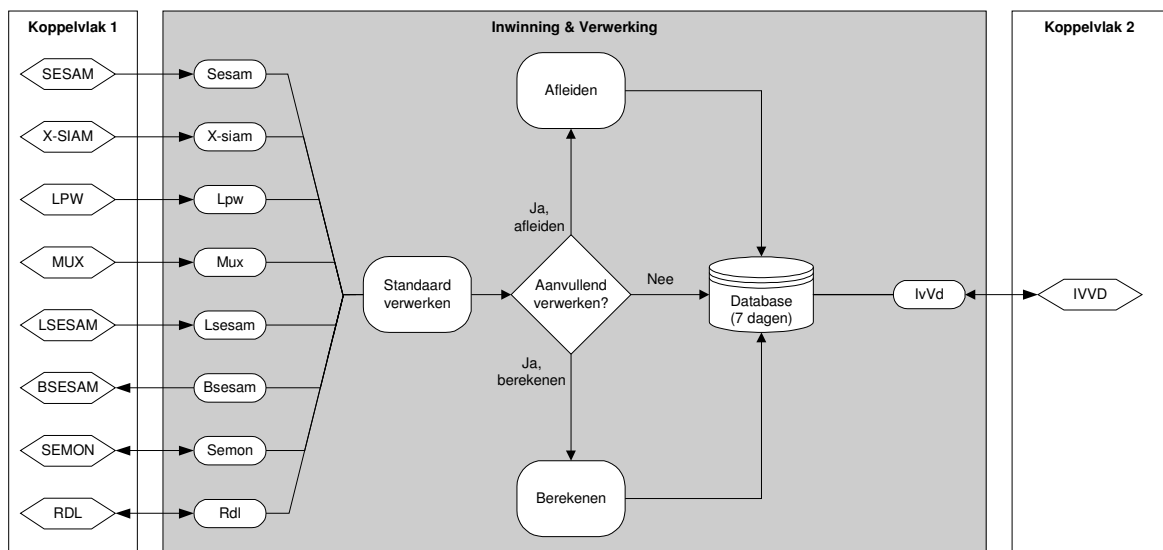 Koppelvlak 1
Inwinning & Verwerking
Koppelvlak 2
SESAM
Sesam
X-SIAM
X-siam
LPW
Lpw
MUX
Mux
LSESAM
Lsesam
BSESAM
Bsesam
SEMON
Semon
RDL
Rdl
Standaard
verwerken
Afleiden
Ja,
afleiden
Aanvullend
verwerken?
Nee
Ja,
berekenen
Berekenen
Database
(7 dagen)
IvVd
IVVD